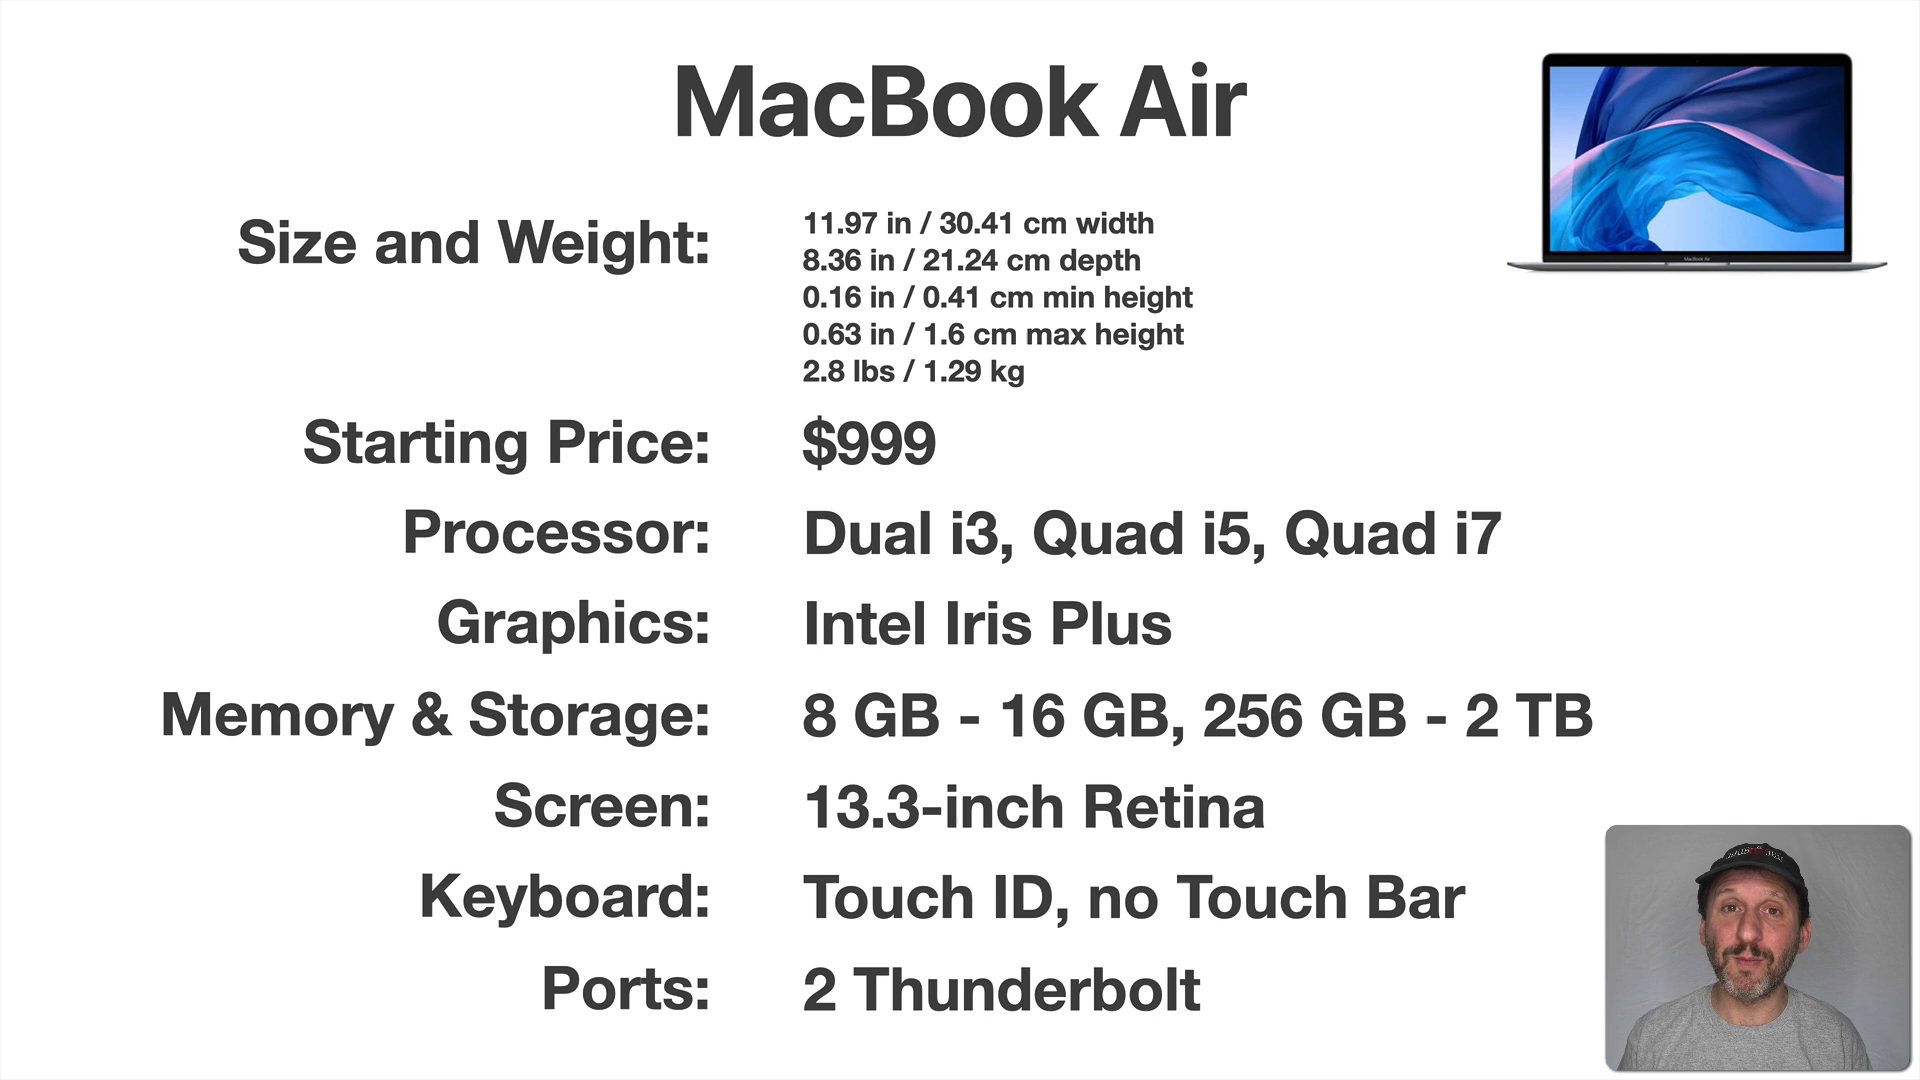 MacBook Air
Size and Weight:
11.97 in / 30.41 cm width
8.36 in / 21.24 cm depth
0.16 in / 0.41 cm min height
0.63 in / 1.6 cm max height
2.8 lbs / 1.29 kg
Starting Price: $999
Processor: Dual i3, Quad i5, Quad i7
Graphics: Intel Iris Plus
Memory & Storage: 8 GB - 16 GB, 256 GB - 2 TB
Screen: 13.3-inch Retina
Keyboard: Touch ID, no Touch Bar
Ports: 2 Thunderbolt
MacBook Air